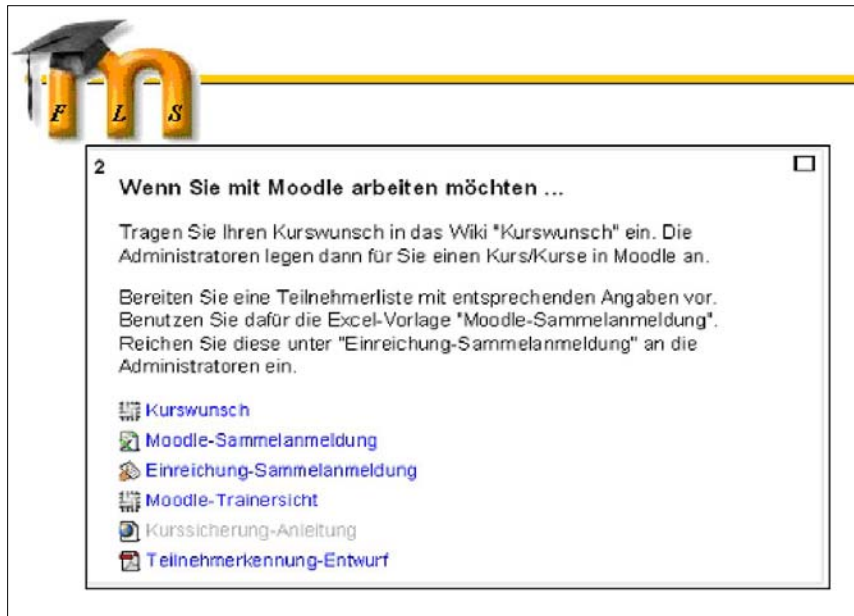 F L S
2
Wenn Sie mit Moodle arbeiten möchten ...
Tragen Sie Ihren Kurswunsch in das Wiki "Kurswunsch" ein. Die
Administratoren legen dann für Sie einen Kurs/Kurse in Moodle an.
Bereiten Sie eine Teilnehmerliste mit entsprechenden Angaben vor.
Benutzen Sie dafür die Excel-Vorlage "Moodle-Sammelanmeldung".
Reichen Sie diese unter "Einreichung-Sammelanmeldung" an die
Administratoren ein.
Kurswunsch
Moodle-Sammelanmeldung
Einreichung-Sammelanmeldung
Moodle-Trainersicht
Kurssicherung-Anleitung
Teilnehmerkennung-Entwurf